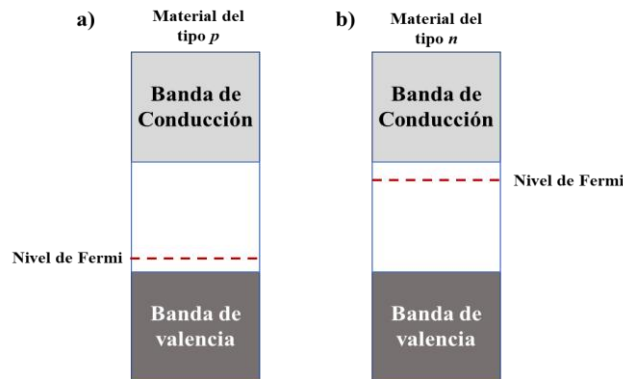 a)
Material del
tipo p
Banda de
Conducción
Nivel de Fermi
Banda de
valencia
b)
Material del
tipo n
Banda de
Conducción
Nivel de Fermi
Banda de
valencia